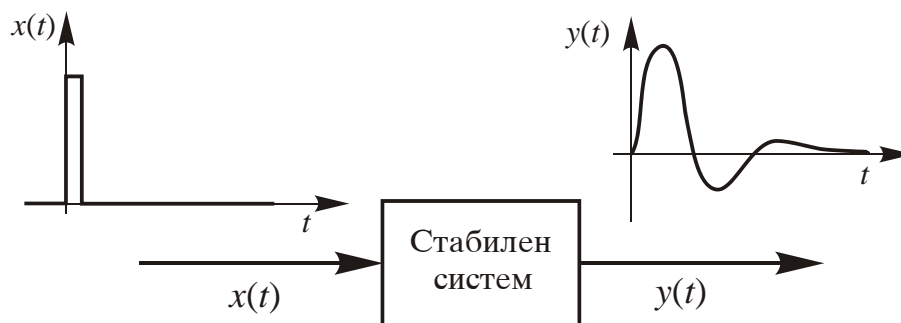 x(t)
t
y(t)
t
Стабилен
систем
x(t)
y(t)